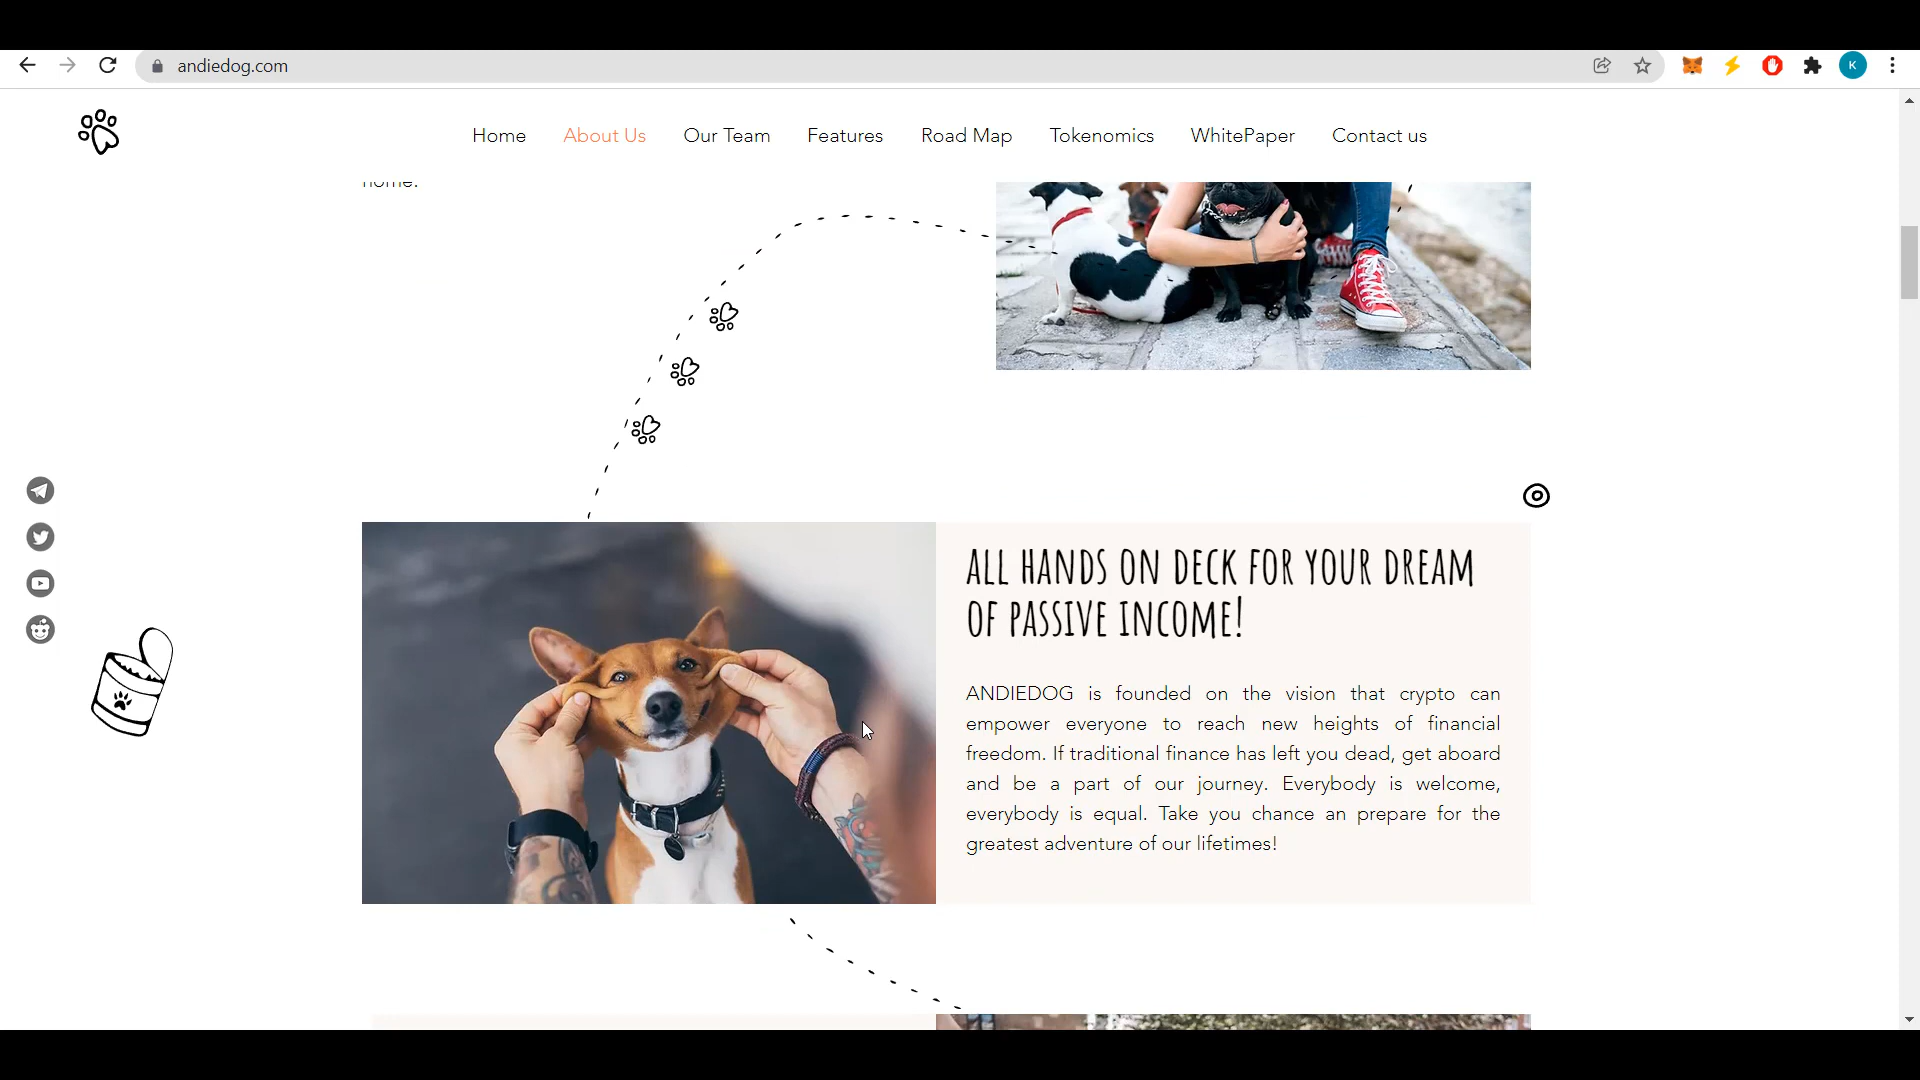 andiedog.com
K
Home About Us Our Team Features Road Map Tokenomics WhitePaper Contact us
home.
ALL HANDS ON DECK FOR YOUR DREAM
OF PASSIVE INCOME!
ANDIEDOG is founded on the vision that crypto can
empower everyone to reach new heights of financial
freedom. If traditional finance has left you dead, get aboard
and be a part of our journey. Everybody is welcome,
everybody is equal. Take you chance an prepare for the
greatest adventure of our lifetimes!